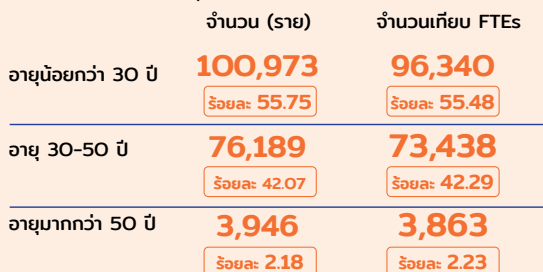 จำนวน (ราย) จำนวนเทียบ FTEs
อายุน้อยกว่า 30 ปี 100,973 96,340
ร้อยละ 55.75 ร้อยละ 55.48
อายุ 30-50 ปี 76,189 73,438
ร้อยละ 42.07 ร้อยละ 42.29
อายุมากกว่า 50 ปี 3,946 3,863
ร้อยละ 2.18 ร้อยละ 2.23